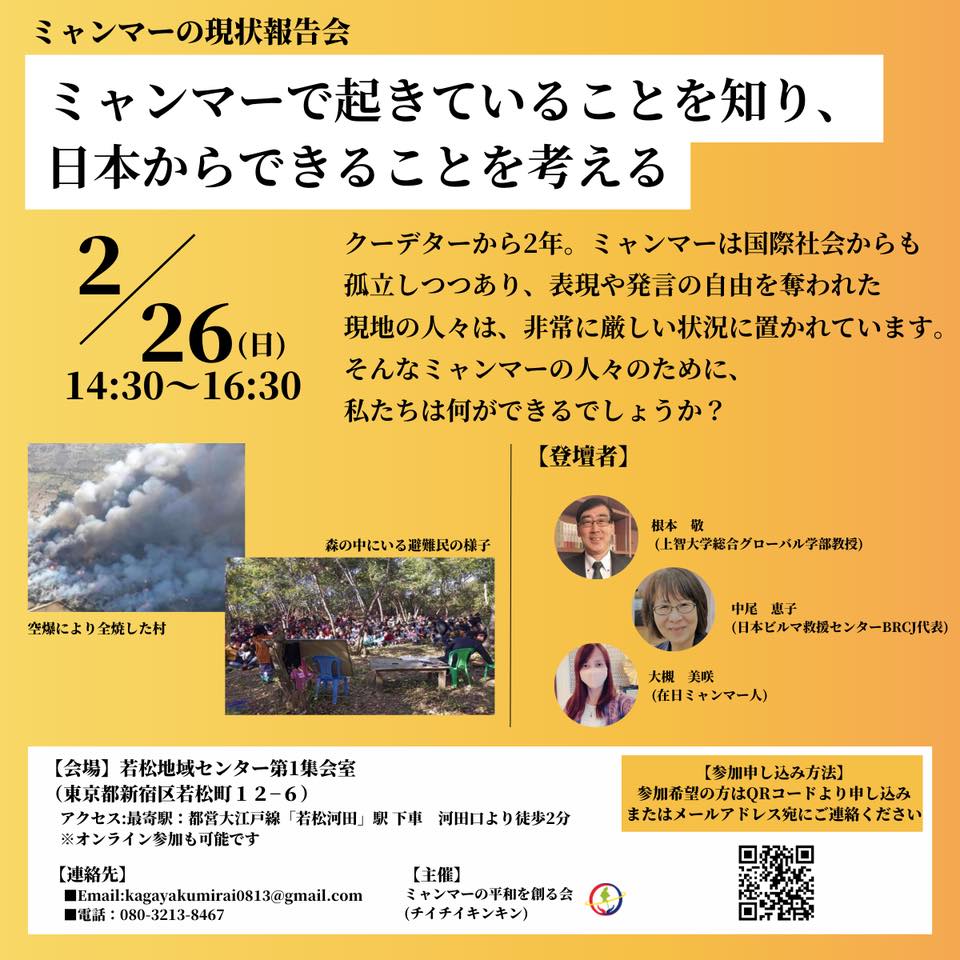 ミャンマーの現状報告会
ミャンマーで起きていることを知り、
日本からできることを考える
2/26(日)
14:30〜16:30
クーデターから2年。ミャンマーは国際社会からも
孤立しつつあり、表現や発言の自由を奪われた
現地の人々は、非常に厳しい状況に置かれています。
そんなミャンマーの人々のために、
私たちは何ができるでしょうか？
空爆により全焼した村
森の中にいる避難民の様子
【登壇者】
根本　敬
(上智大学総合グローバル学部教授)
中尾　恵子
(日本ビルマ救援センターBRCJ代表)
大槻　美咲
(在日ミャンマー人)
【会場】若松地域センター第1集会室
（東京都新宿区若松町１２−６）
アクセス:最寄駅：都営大江戸線「若松河田」駅 下車　河田口より徒歩2分
※オンライン参加も可能です
【連絡先】
■Email:kagayakumirai0813@gmail.com
■電話：080-3213-8467
【主催】
ミャンマーの平和を創る会
(チイチイキンキン)
【参加申し込み方法】
参加希望の方はQRコードより申し込み
またはメールアドレス宛にご連絡ください